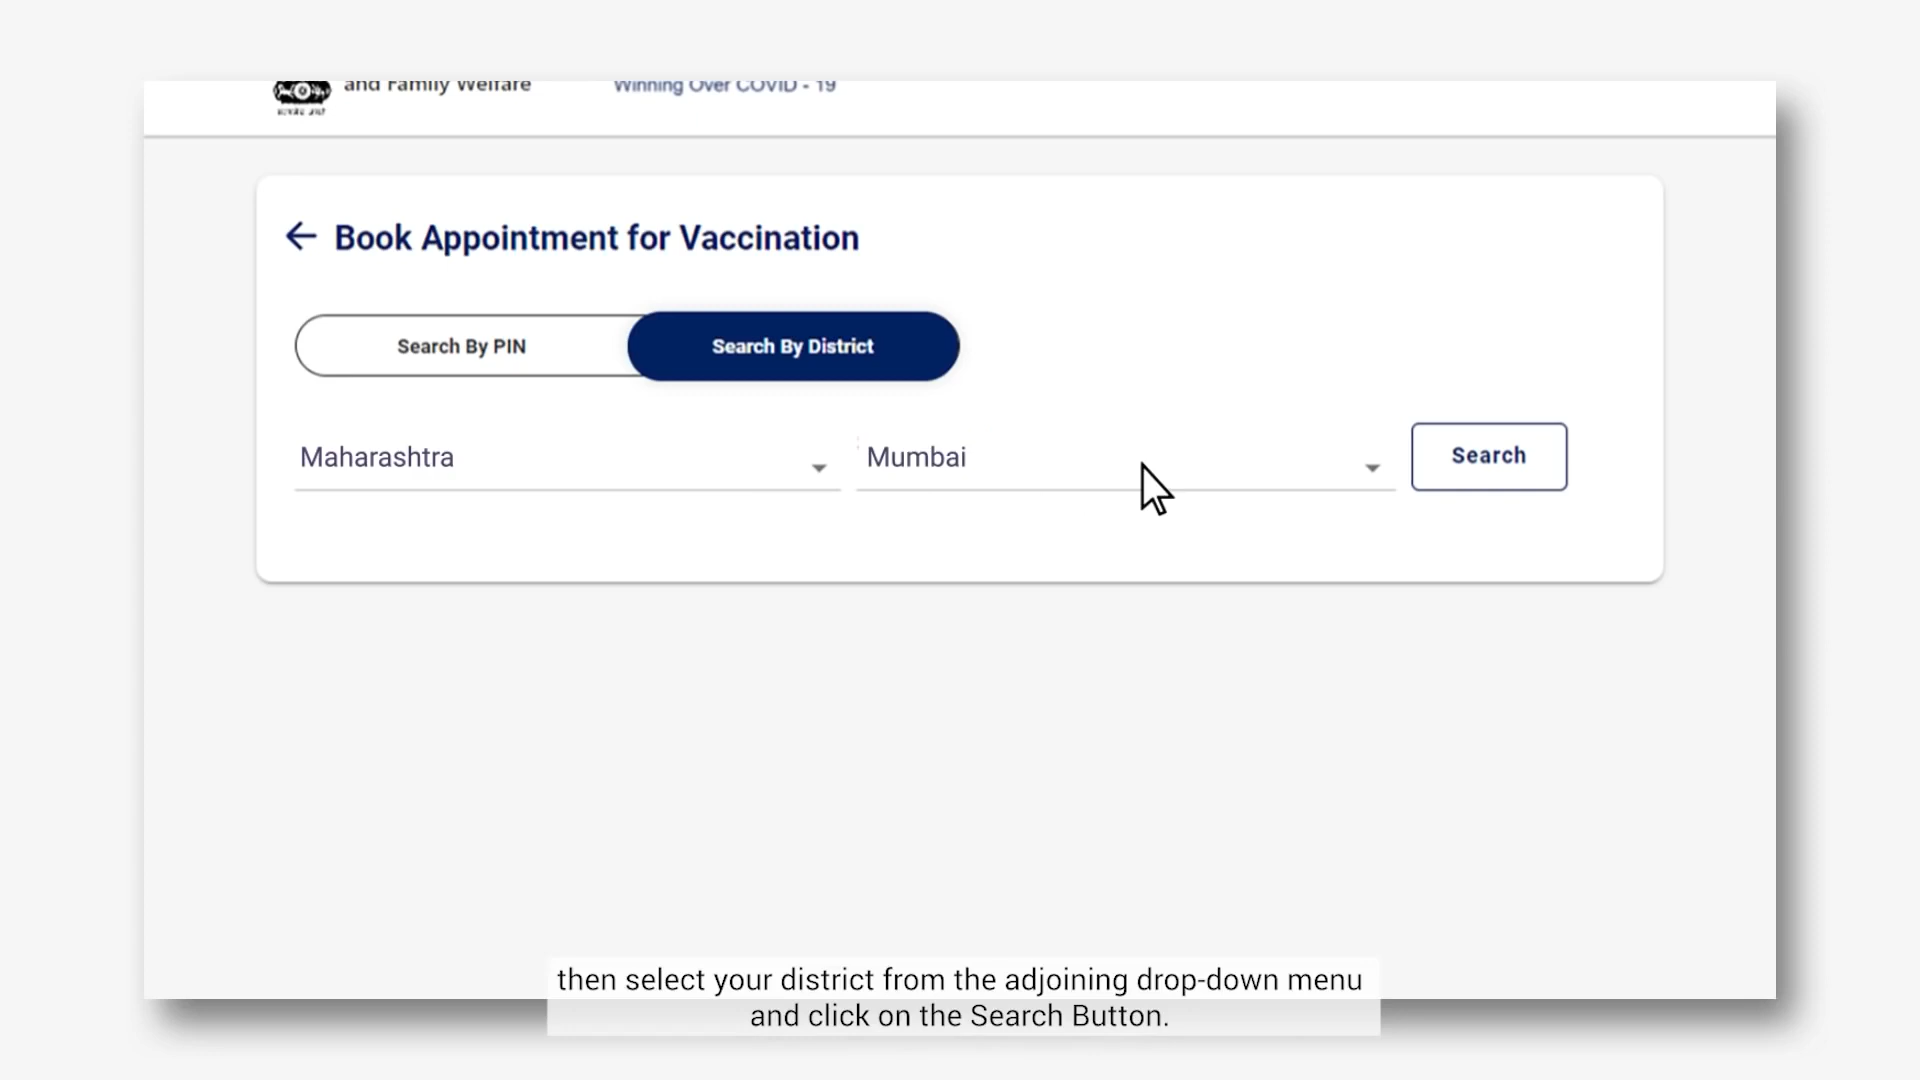 and Family Welfare
Winning Over COVID - 19
Book Appointment for Vaccination
Search By PIN
Search By District
Maharashtra
Mumbai
Search
then select your district from the adjoining drop-down menu
and click on the Search Button.